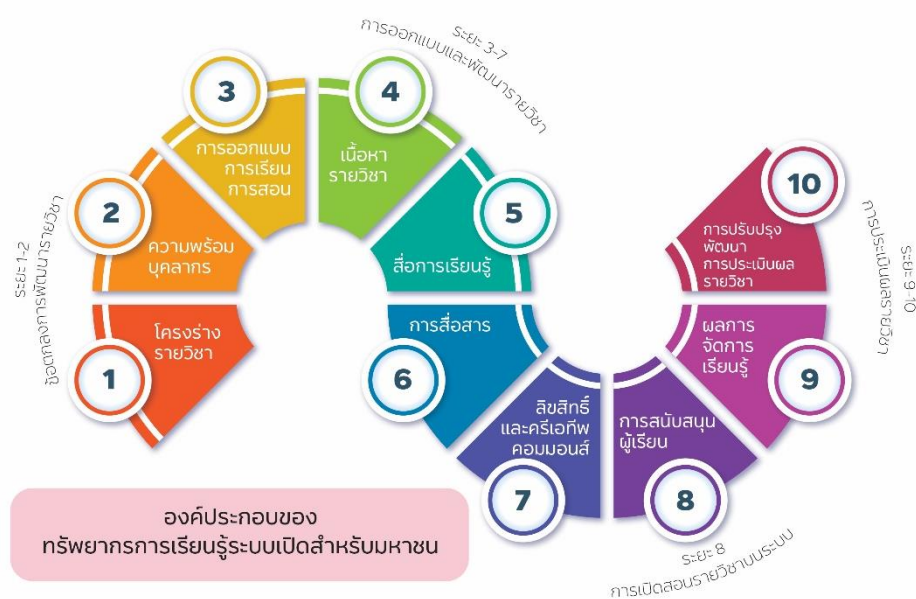 ระยะ 1-2
ข้อตกลงการพัฒนารายวิชา
1
โครงร่าง
รายวิชา
2
ความพร้อม
บุคลากร
ระยะ 3-7
การออกแบบและพัฒนารายวิชา
3
การออกแบบ
การเรียน
การสอน
4
เนื้อหา
รายวิชา
5
สื่อการเรียนรู้
6
การสื่อสาร
7
ลิขสิทธิ์
และครีเอทีฟ
คอมมอนส์
8
การสนับสนุน
ผู้เรียน
ระยะ 8
การเปิดสอนรายวิชาบนระบบ
9
ผลการ
จัดการ
เรียนรู้
10
การปรับปรุง
พัฒนา
การประเมินผล
รายวิชา
ระยะ 9-10
การประเมินผลรายวิชา
องค์ประกอบของ
ทรัพยากรการเรียนรู้ระบบเปิดสำหรับมหาชน